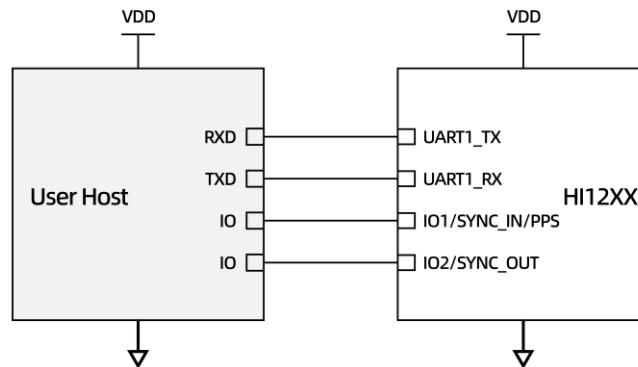 VDD
VDD
RXD
UART1_TX
TXD
UART1_RX
User Host
HI12XX
IO
IO1/SYNC_IN/PPS
IO
IO2/SYNC_OUT